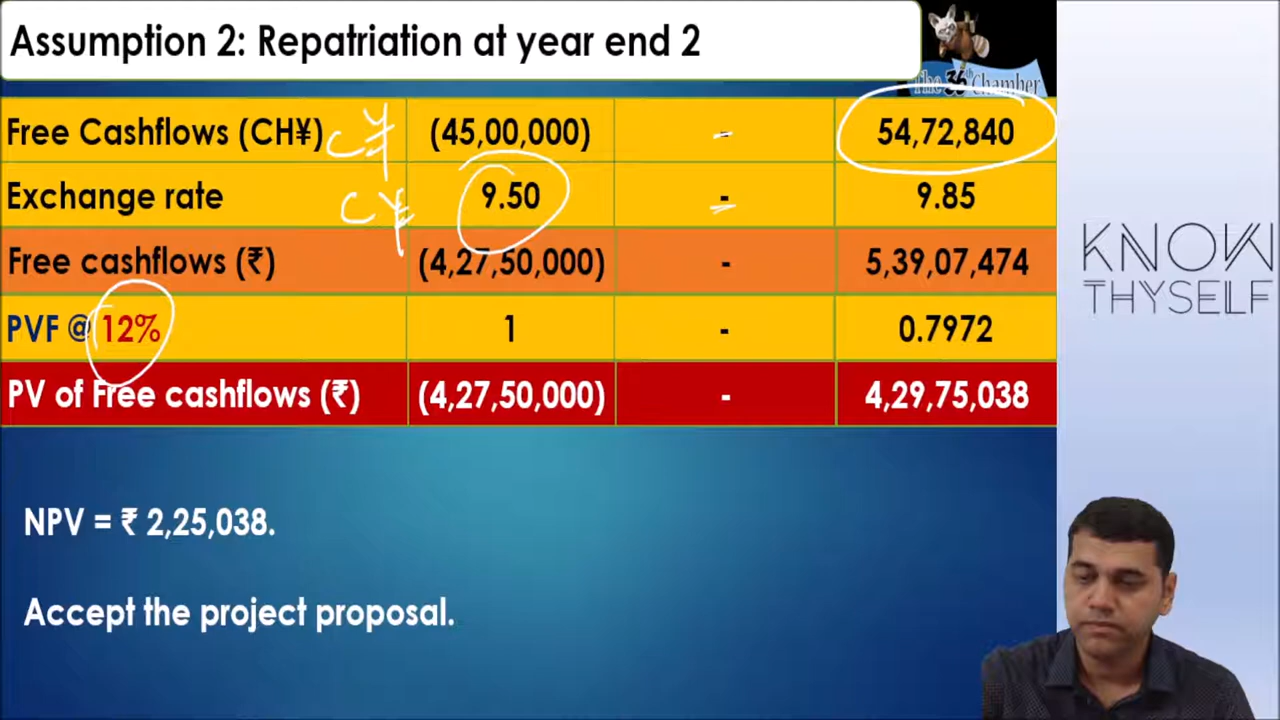 Assumption 2: Repatriation at year end 2
The 36th Chamber
Free Cashflows (CH¥) C¥ (45,00,000) - 54,72,840
Exchange rate C¥ 9.50 - 9.85
Free cashflows (₹) (4,27,50,000) - 5,39,07,474
PVF @ 12% 1 - 0.7972
PV of Free cashflows (₹) (4,27,50,000) - 4,29,75,038
KNOW
THYSELF
NPV = ₹ 2,25,038.
Accept the project proposal.